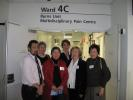 Ward 4C
Burns Unit
Multidisciplinary Pain Centre